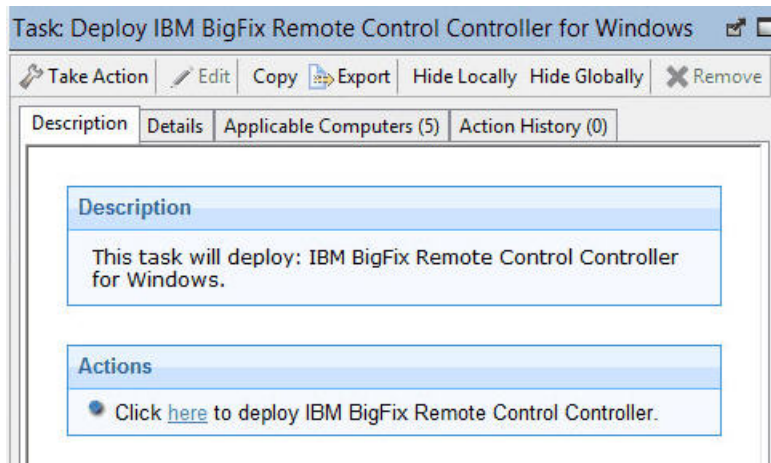 Task: Deploy IBM BigFix Remote Control Controller for Windows
Take Action Edit Copy Export Hide Locally Hide Globally Remove
Description Details Applicable Computers (5) Action History (0)
Description
This task will deploy: IBM BigFix Remote Control Controller
for Windows.
Actions
Click here to deploy IBM BigFix Remote Control Controller.